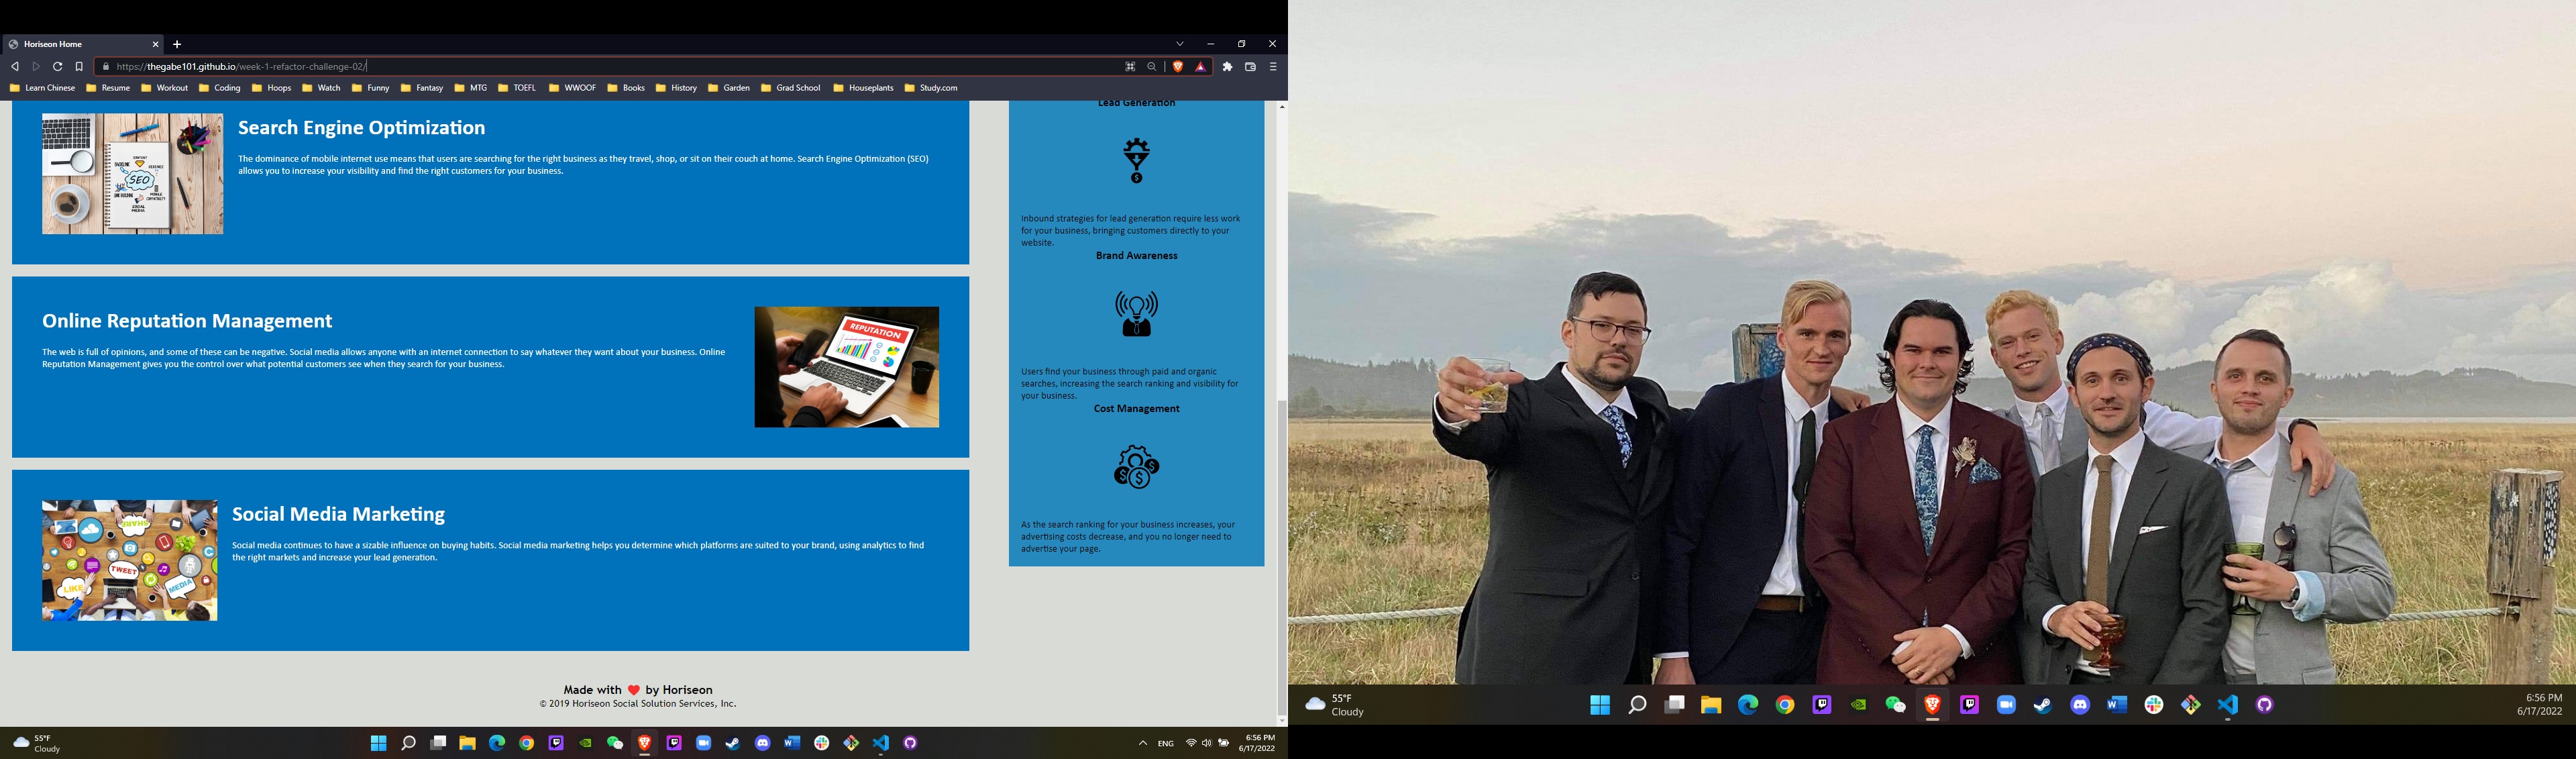 Horiseon Home
https://thegabe101.github.io/week-1-refactor-challenge-02/
Learn Chinese Resume Workout Coding Hoops Watch Funny Fantasy MTG TOEFL WWOOF Books History Garden Grad School Houseplants Study.com
Search Engine Optimization
The dominance of mobile internet use means that users are searching for the right business as they travel, shop, or sit on their couch at home. Search Engine Optimization (SEO)
allows you to increase your visibility and find the right customers for your business.
SEO
Online Reputation Management
The web is full of opinions, and some of these can be negative. Social media allows anyone with an internet connection to say whatever they want about your business. Online
Reputation Management gives you the control over what potential customers see when they search for your business.
REPUTATION
Social Media Marketing
Social media continues to have a sizable influence on buying habits. Social media marketing helps you determine which platforms are suited to your brand, using analytics to find
the right markets and increase your lead generation.
SHARE
TWEET
LIKE
MEDIA
Lead Generation
Inbound strategies for lead generation require less work
for your business, bringing customers directly to your
website.
Brand Awareness
Users find your business through paid and organic
searches, increasing the search ranking and visibility for
your business.
Cost Management
As the search ranking for your business increases, your
advertising costs decrease, and you no longer need to
advertise your page.
Made with ❤️ by Horiseon
© 2019 Horiseon Social Solution Services, Inc.
55°F
Cloudy
ENG
6:56 PM
6/17/2022
55°F
Cloudy
6:56 PM
6/17/2022